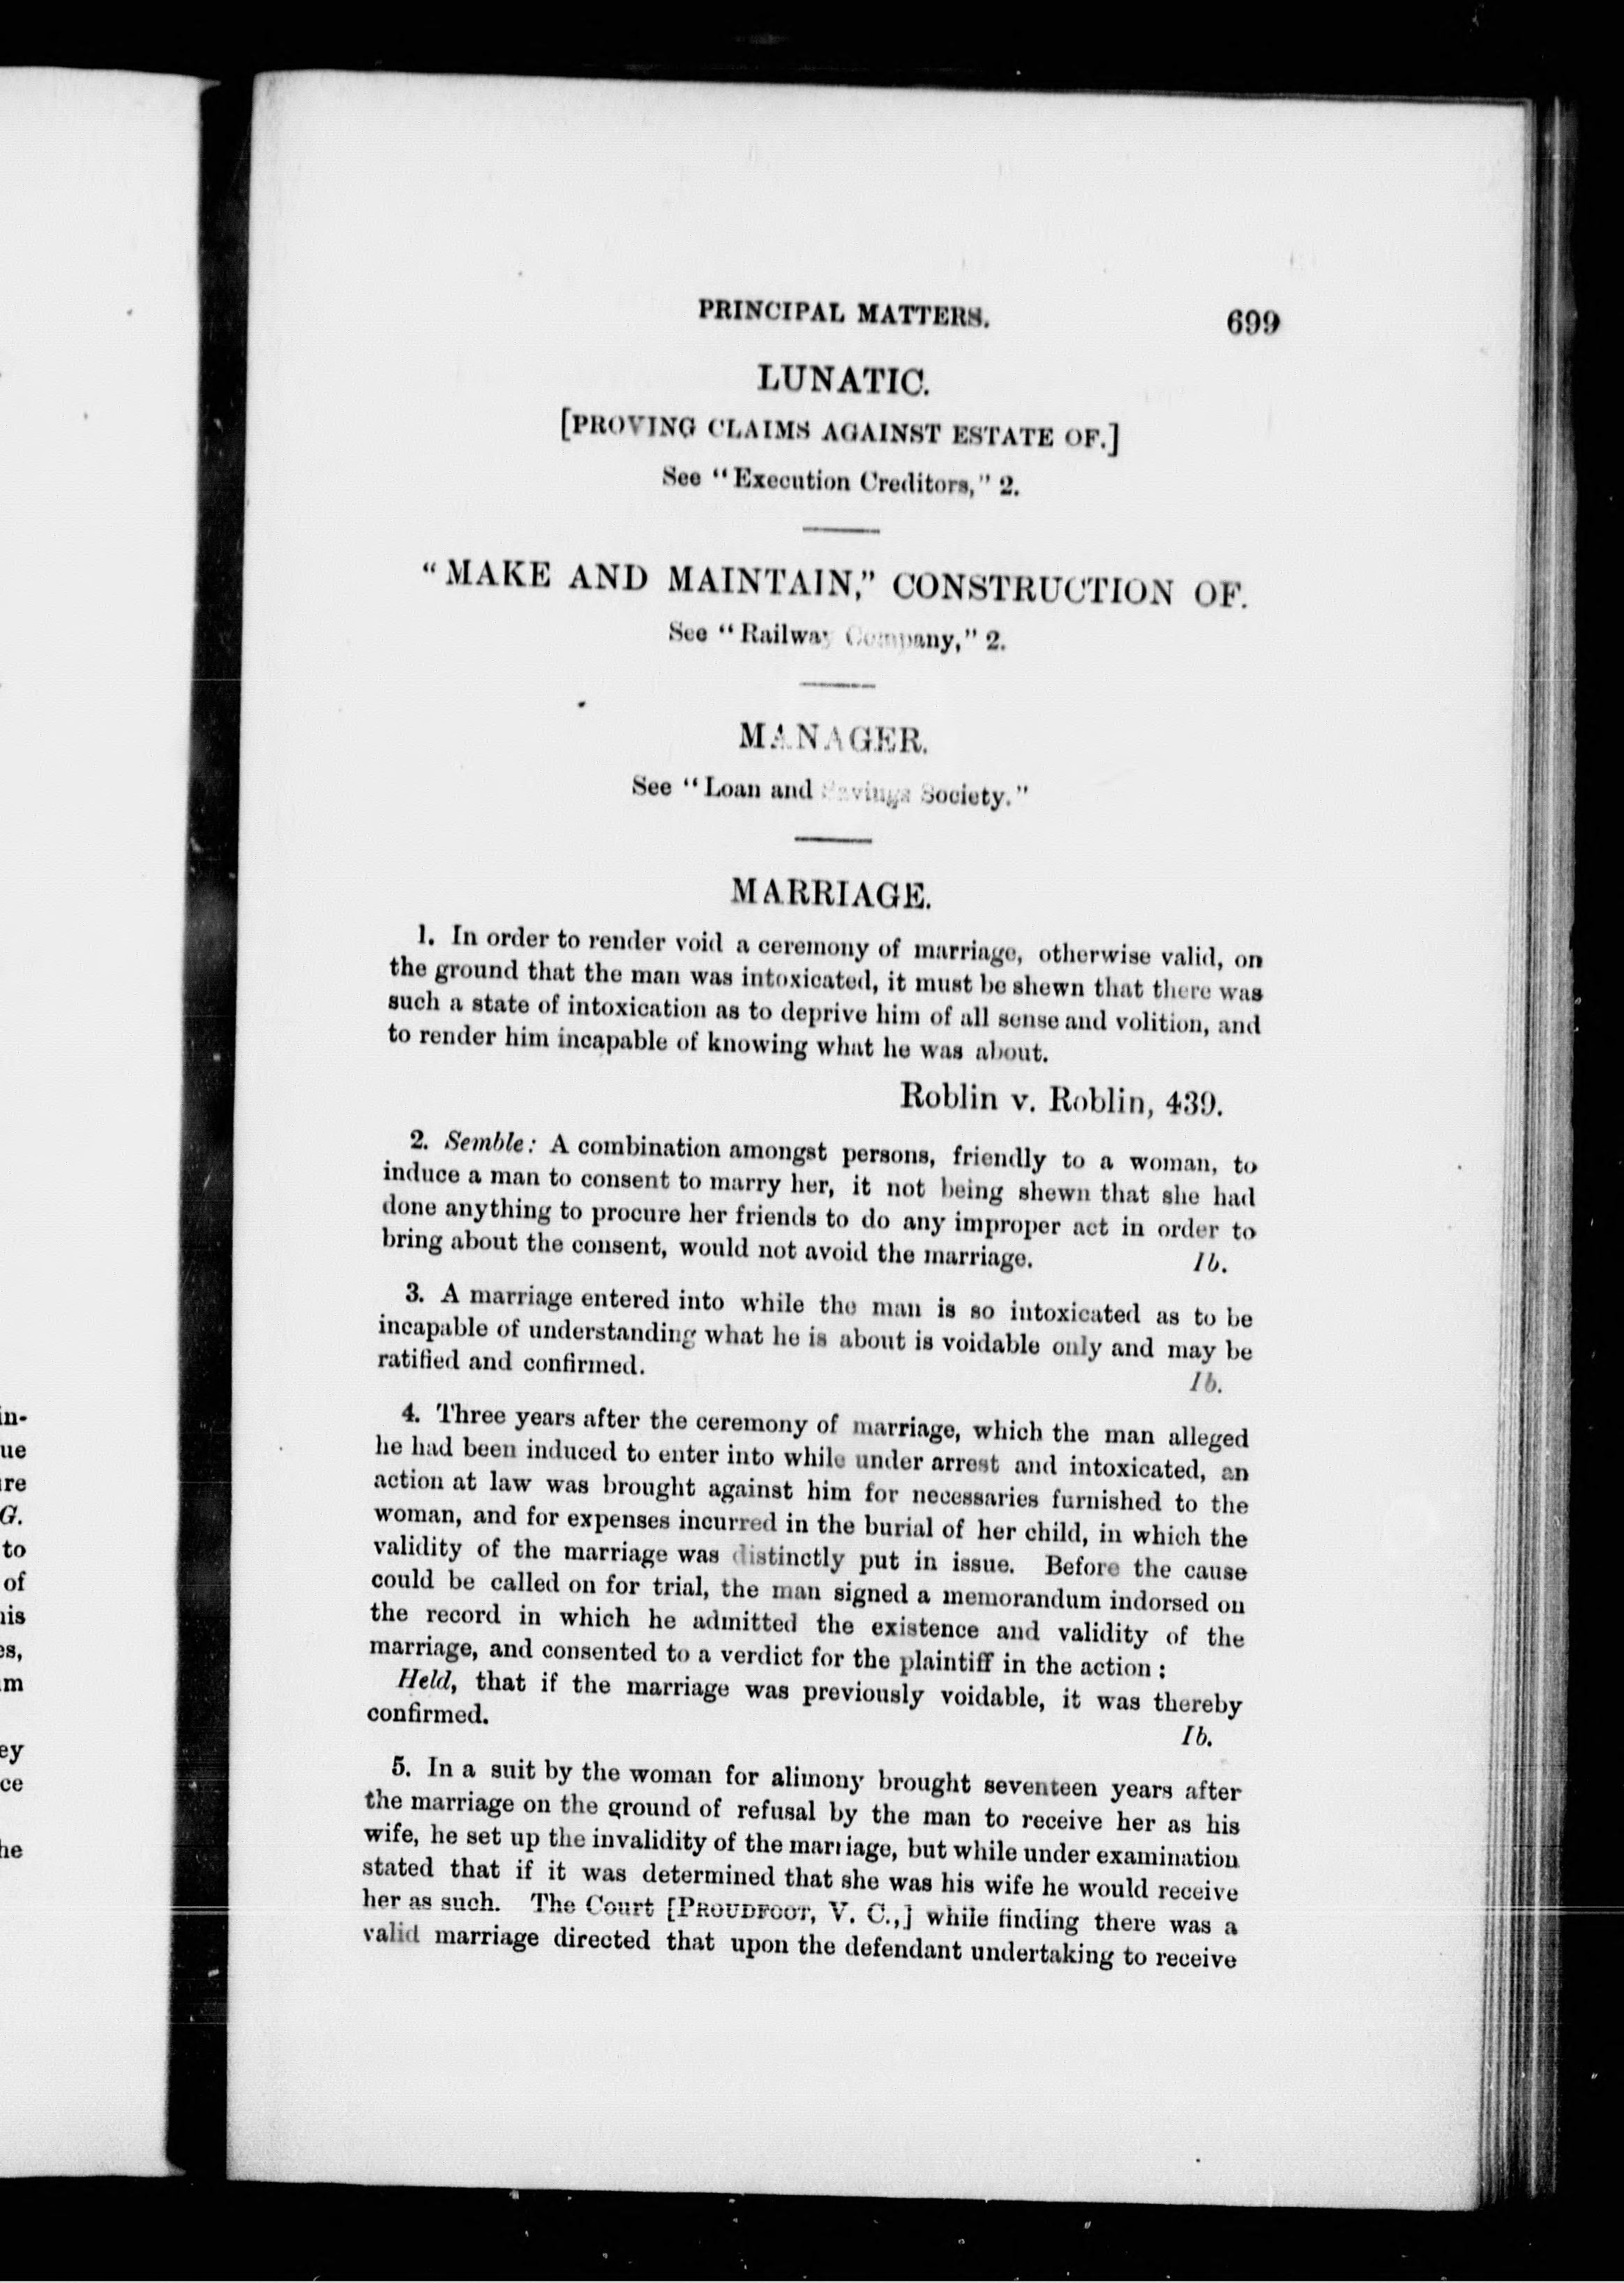 PRINCIPAL MATTERS. 699
LUNATIC.
[PROVING CLAIMS AGAINST ESTATE OF.]
See "Execution Creditors," 2.
"MAKE AND MAINTAIN," CONSTRUCTION OF.
See "Railway Company," 2.
MANAGER.
See "Loan and Savings Society."
MARRIAGE.
1. In order to render void a ceremony of marriage, otherwise valid, on
the ground that the man was intoxicated, it must be shewn that there was
such a state of intoxication as to deprive him of all sense and volition, and
to render him incapable of knowing what he was about.
Roblin v. Roblin, 439.
2. Semble: A combination amongst persons, friendly to a woman, to
induce a man to consent to marry her, it not being shewn that she had
done anything to procure her friends to do any improper act in order to
bring about the consent, would not avoid the marriage. Ib.
3. A marriage entered into while the man is so intoxicated as to be
incapable of understanding what he is about is voidable only and may be
ratified and confirmed. Ib.
4. Three years after the ceremony of marriage, which the man alleged
he had been induced to enter into while under arrest and intoxicated, an
action at law was brought against him for necessaries furnished to the
woman, and for expenses incurred in the burial of her child, in which the
validity of the marriage was distinctly put in issue. Before the cause
could be called on for trial, the man signed a memorandum indorsed on
the record in which he admitted the existence and validity of the
marriage, and consented to a verdict for the plaintiff in the action:
Held, that if the marriage was previously voidable, it was thereby
confirmed. Ib.
5. In a suit by the woman for alimony brought seventeen years after
the marriage on the ground of refusal by the man to receive her as his
wife, he set up the invalidity of the marriage, but while under examination
stated that if it was determined that she was his wife he would receive
her as such. The Court [PROUDFOOT, V. C.,] while finding there was a
valid marriage directed that upon the defendant undertaking to receive